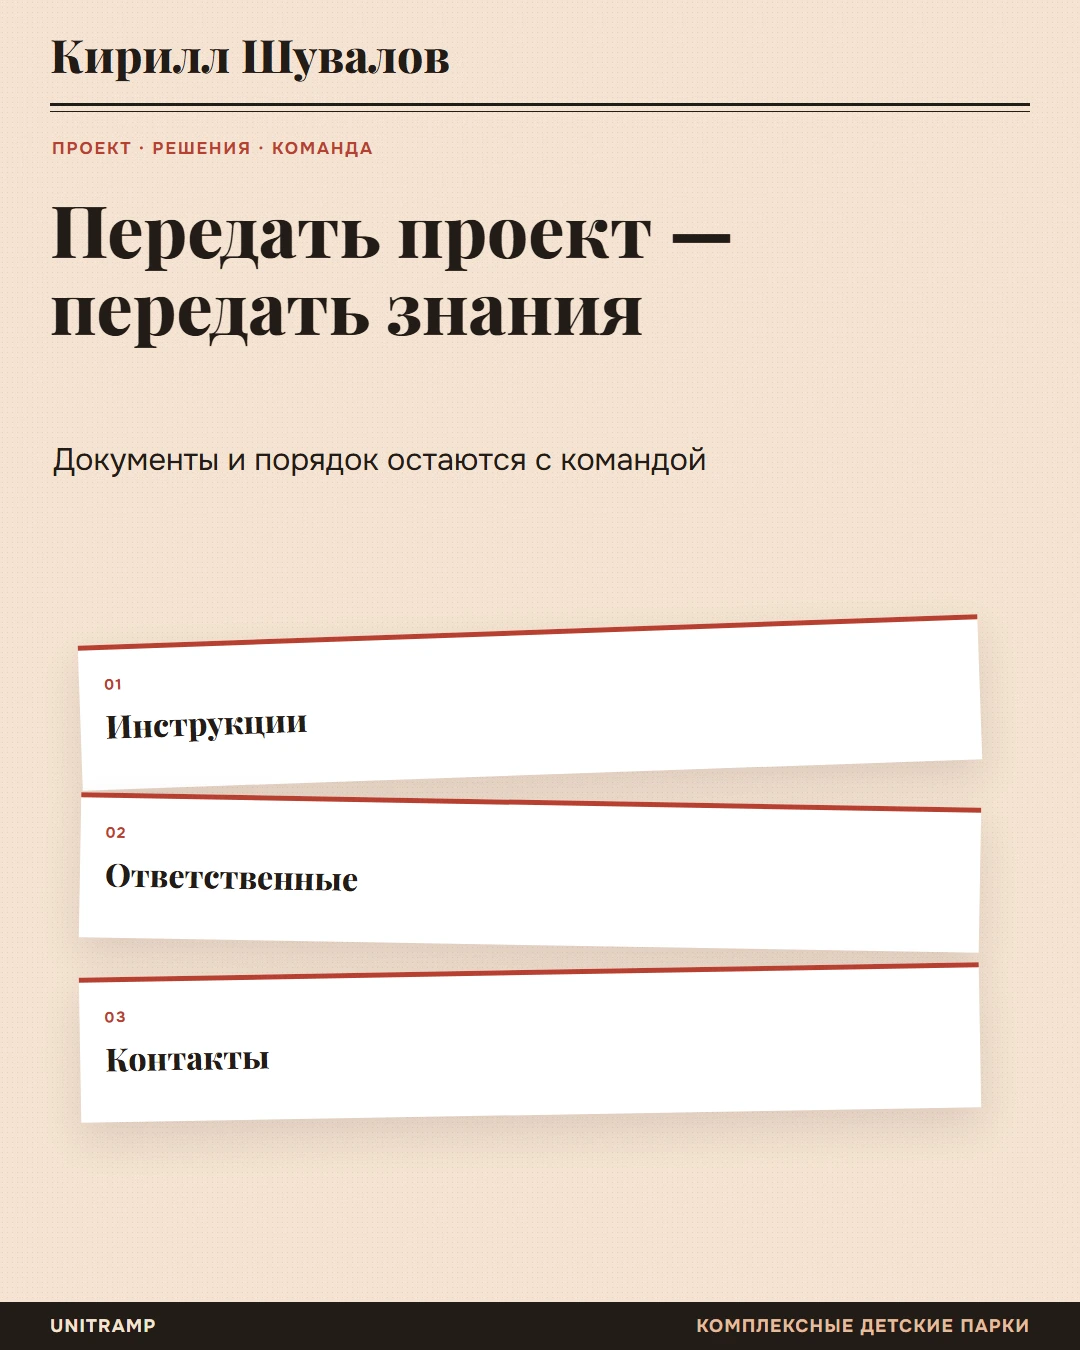 Кирилл Шувалов
ПРОЕКТ · РЕШЕНИЯ · КОМАНДА
Передать проект —
передать знания
Документы и порядок остаются с командой
01
Инструкции
02
Ответственные
03
Контакты
UNITRAMP
КОМПЛЕКСНЫЕ ДЕТСКИЕ ПАРКИ